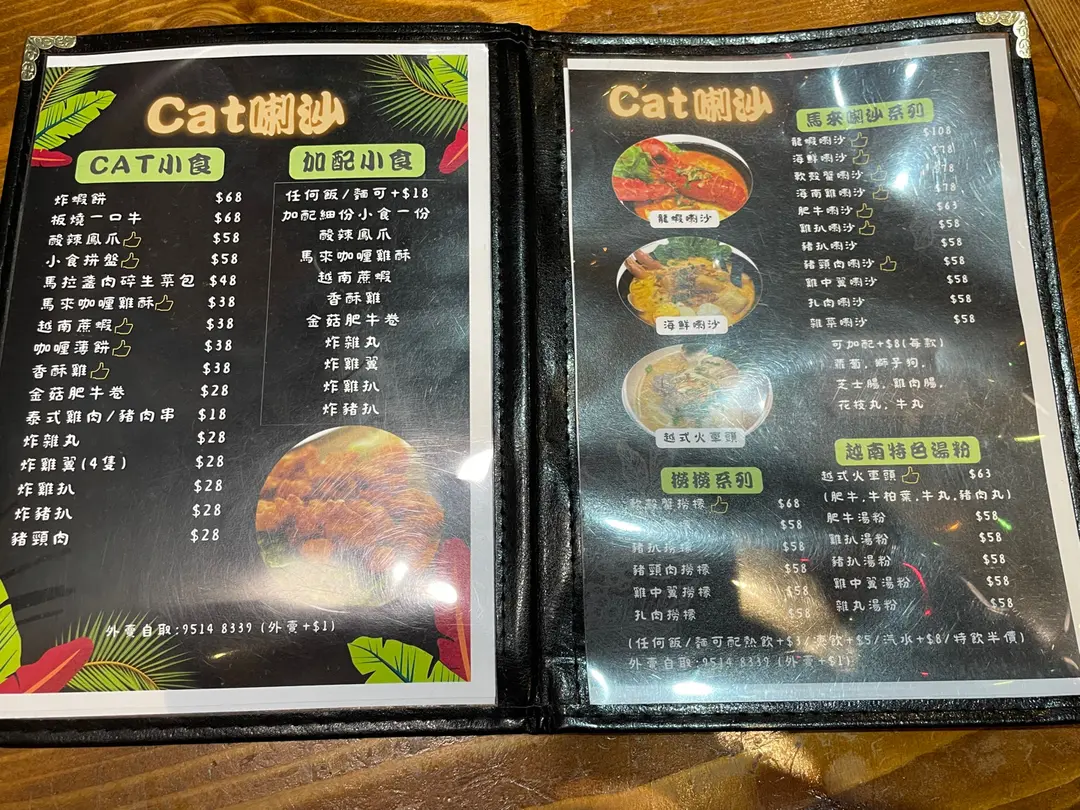 Cat喇沙
CAT小食
炸蝦餅 $68
板燒一口牛 $68
酸辣鳳爪 $58
小食拼盤 $58
馬拉盞肉碎生菜包 $48
馬來咖喱雞酥 $38
越南蔗蝦 $38
咖喱薄餅 $38
香酥雞 $38
金菇肥牛卷 $28
泰式雞肉/豬肉串 $18
炸雜丸 $28
炸雞翼(4隻) $28
炸雞扒 $28
炸豬扒 $28
豬頸肉 $28
加配小食
任何飯/麵可+$18
加配細份小食一份
酸辣鳳爪
馬來咖喱雞酥
越南蔗蝦
香酥雞
金菇肥牛卷
炸雜丸
炸雞翼
炸雞扒
炸豬扒
外賣自取:9514 8339 (外賣+$1)
Cat喇沙
龍蝦喇沙
海鮮喇沙
越式火車頭
馬來喇沙系列
龍蝦喇沙 $108
海鮮喇沙 $78
軟殼蟹喇沙 $78
海南雞喇沙 $78
肥牛喇沙 $63
雞扒喇沙 $58
豬扒喇沙 $58
豬頸肉喇沙 $58
雞中翼喇沙 $58
扎肉喇沙 $58
雜菜喇沙 $58
可加配+$8(每款)
蘿蔔,獅子狗,
芝士腸,雞肉腸,
花枝丸,牛丸
撈撈系列
軟殼蟹撈檬 $68
$58
豬扒撈檬 $58
豬頸肉撈檬 $58
雞中翼撈檬 $58
扎肉撈檬 $58
越南特色湯粉
越式火車頭 $63
(肥牛,牛柏葉,牛丸,豬肉丸)
肥牛湯粉 $58
雞扒湯粉 $58
豬扒湯粉 $58
雞中翼湯粉 $58
雜丸湯粉 $58
(任何飯/麵可配熱飲+$3/凍飲+$5/汽水+$8/特飲半價)
外賣自取:9514 8339 (外賣+$1)